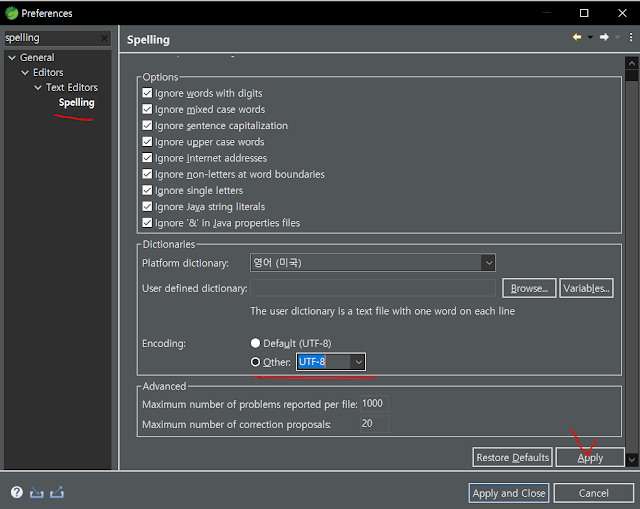 Preferences
spelling
Spelling
General
Editors
Text Editors
Spelling
Options
Ignore words with digits
Ignore mixed case words
Ignore sentence capitalization
Ignore upper case words
Ignore Internet addresses
Ignore non-letters at word boundaries
Ignore single letters
Ignore Java string literals
Ignore '&' in Java properties files
Dictionaries
Platform dictionary: 영어 (미국)
User defined dictionary: Browse... Variables...
The user dictionary is a text file with one word on each line
Encoding: Default (UTF-8)
Other: UTF-8
Advanced
Maximum number of problems reported per file: 1000
Maximum number of correction proposals: 20
Restore Defaults Apply
Apply and Close Cancel